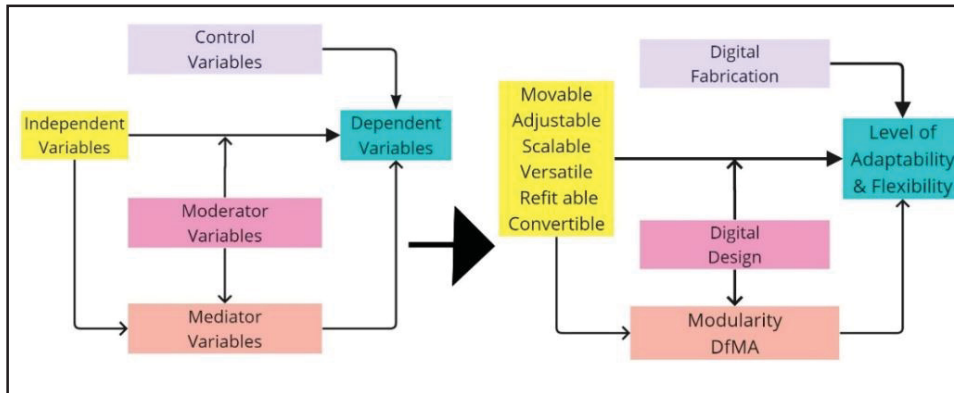 Control
Variables
Independent
Variables
Dependent
Variables
Moderator
Variables
Mediator
Variables
Digital
Fabrication
Movable
Adjustable
Scalable
Versatile
Refit able
Convertible
Level of
Adaptability
& Flexibility
Digital
Design
Modularity
DfMA